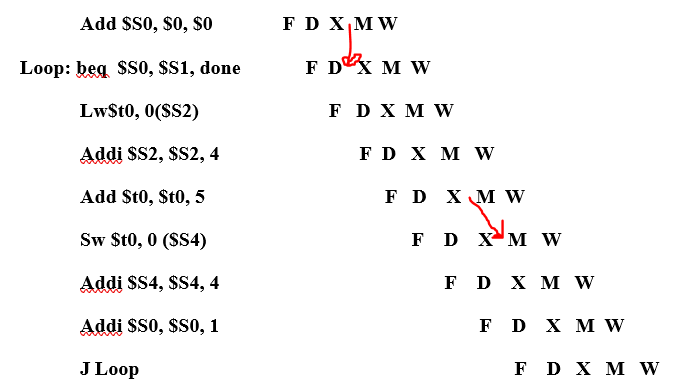 Add $S0, $0, $0 F D X M W
Loop: beq $S0, $S1, done F D X M W
Lw$t0, 0($S2) F D X M W
Addi $S2, $S2, 4 F D X M W
Add $t0, $t0, 5 F D X M W
Sw $t0, 0 ($S4) F D X M W
Addi $S4, $S4, 4 F D X M W
Addi $S0, $S0, 1 F D X M W
J Loop F D X M W